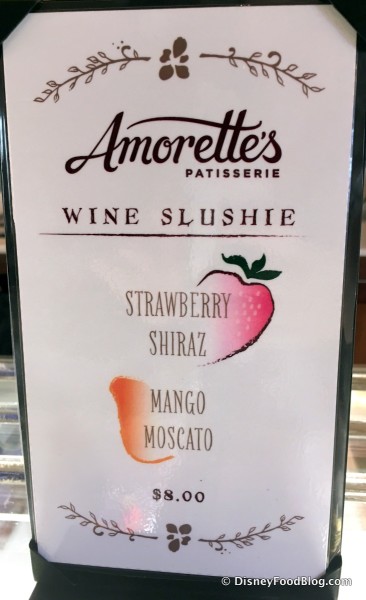 Amorette's
PATISSERIE
WINE SLUSHIE
STRAWBERRY
SHIRAZ
MANGO
MOSCATO
$8.00
© DisneyFoodBlog.com